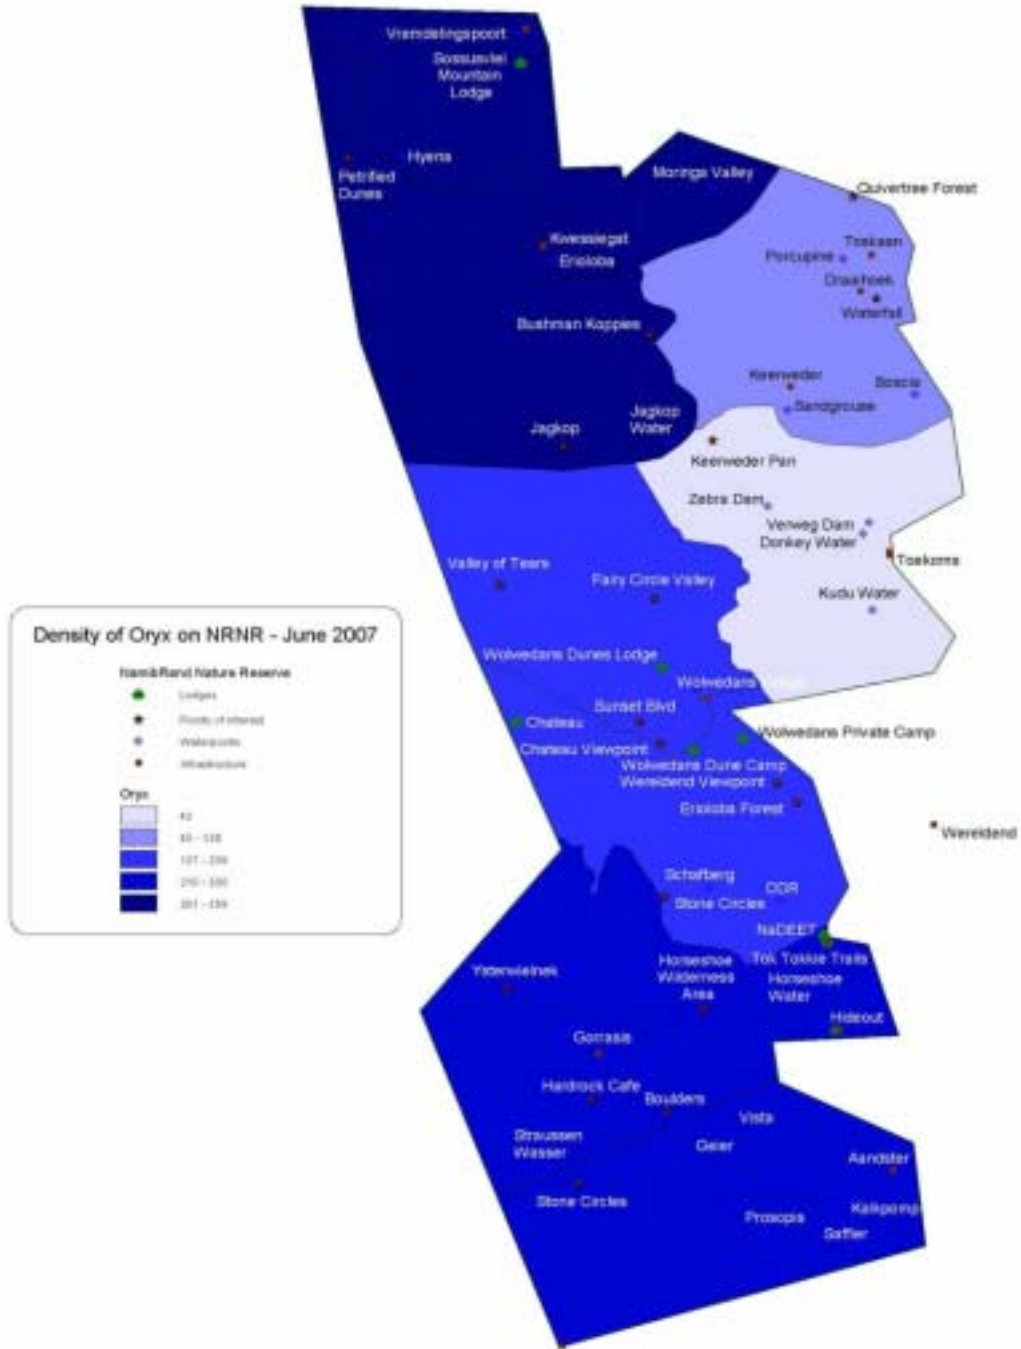 Vremdelingspoort
Sossusvlei
Mountain
Lodge
Hyena
Petrified
Dunes
Moringa Valley
Quivertree Forest
Kwessiegat
Erioloba
Toskaan
Porcupine
Draaihoek
Waterfall
Bushman Koppies
Keerweder
Boscia
Sandgrouse
Jagkop
Water
Jagkop
Keerweder Pan
Zebra Dam
Verweg Dam
Donkey Water
Toekoms
Valley of Tears
Fairy Circle Valley
Kudu Water
Density of Oryx on NRNR - June 2007
NamibRand Nature Reserve
Lodges
Points of interest
Waterpoints
Infrastructure
Oryx
42
Wolwedans Dunes Lodge
Wolwedans
Sunset Blvd
Chateau
Chateau Viewpoint
Wolwedans Private Camp
Wolwedans Dune Camp
Wereldend Viewpoint
Erioloba Forest
Wereldend
Schafberg
ODR
Stone Circles
NaDEET
Tok Tokkie Trails
Horseshoe
Wilderness
Area
Horseshoe
Water
Ysterwielnek
Hideout
Gorrasis
Hardrock Cafe
Boulders
Vista
Straussen
Wasser
Geier
Aandster
Stone Circles
Kalkpomp
Prosopis
Saffier